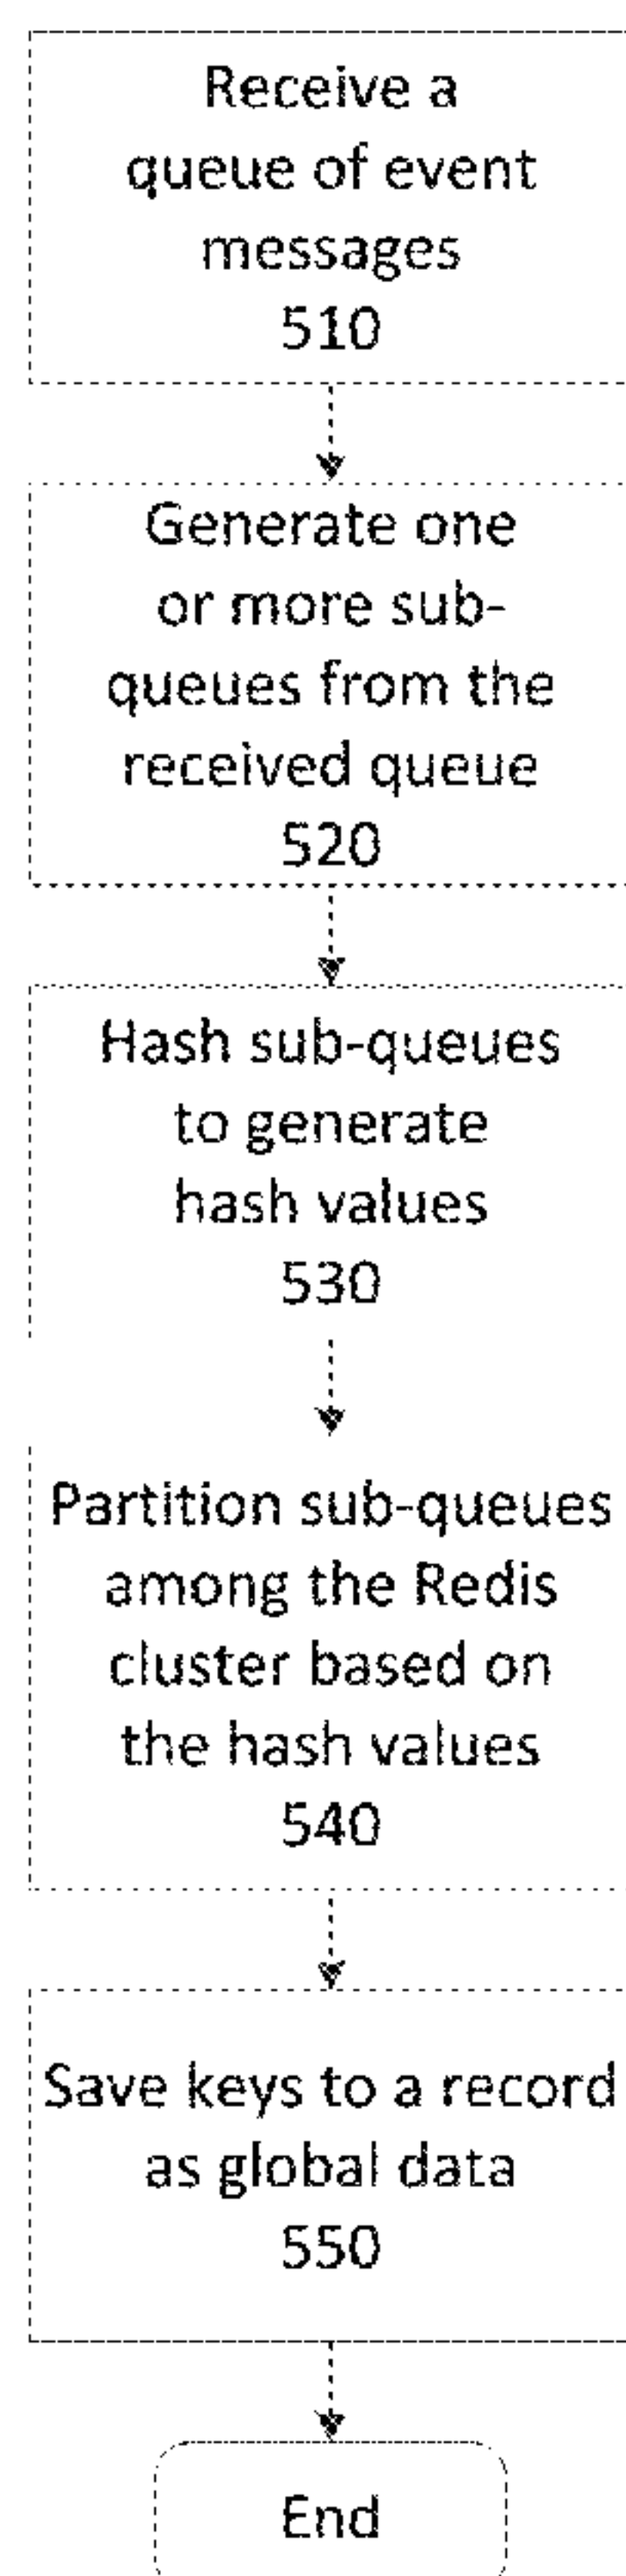 Receive a
queue of event
messages
510
Generate one
or more sub-
queues from the
received queue
520
Hash sub-queues
to generate
hash values
530
Partition sub-queues
among the Redis
cluster based on
the hash values
540
Save keys to a record
as global data
550
End